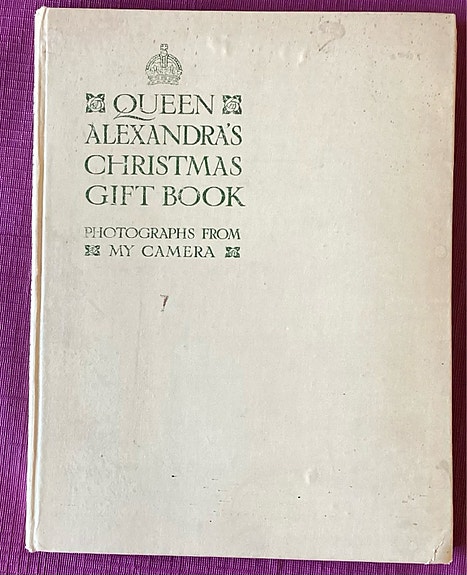 QUEEN
ALEXANDRA'S
CHRISTMAS
GIFT BOOK
PHOTOGRAPHS FROM
MY CAMERA